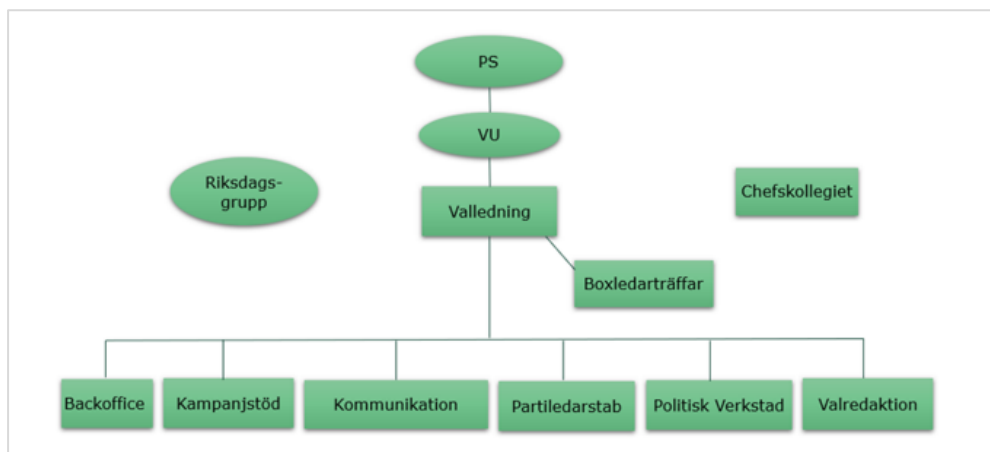 PS
VU
Riksdags-
grupp
Valledning
Chefskollegiet
Boxledarträffar
Backoffice
Kampanjstöd
Kommunikation
Partiledarstab
Politisk Verkstad
Valredaktion